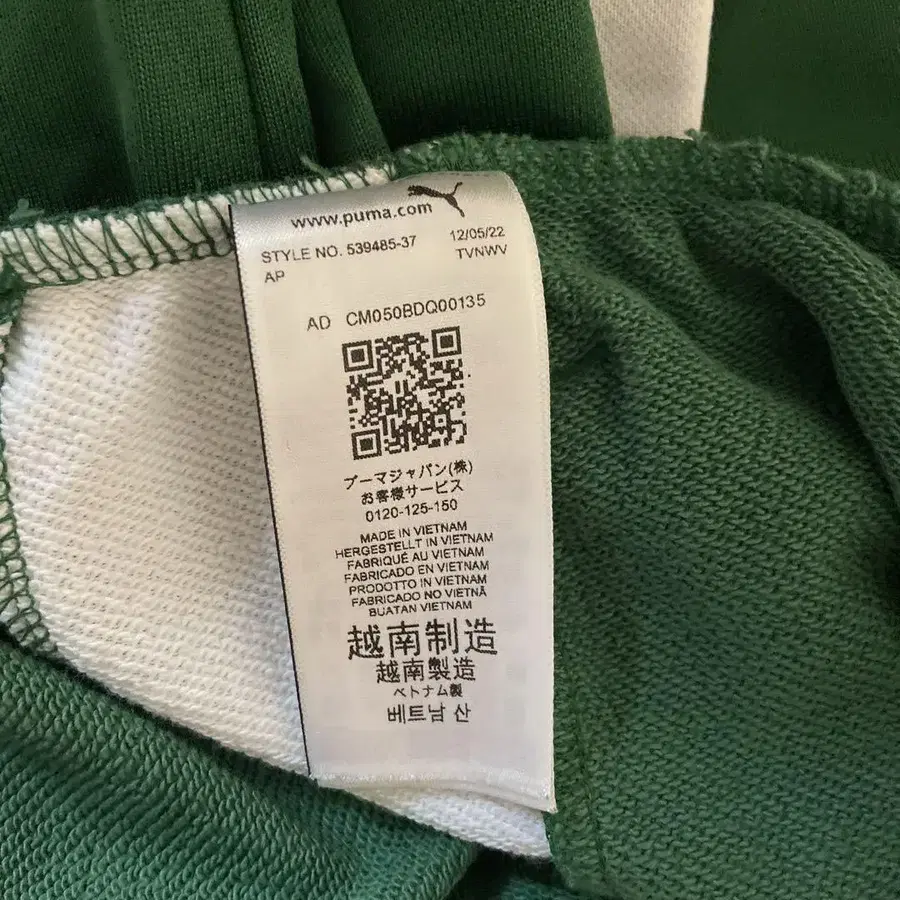 www.puma.com
STYLE NO. 539485-37 12/05/22
AP TVNWV
AD CM050BDQ00135
プーマジャパン(株)
お客様サービス
0120-125-150
MADE IN VIETNAM
HERGESTELLT IN VIETNAM
FABRIQUÉ AU VIETNAM
FABRICADO EN VIETNAM
PRODOTTO IN VIETNAM
FABRICADO NO VIETNÃ
BUATAN VIETNAM
越南制造
越南製造
ベトナム製
베트남 산